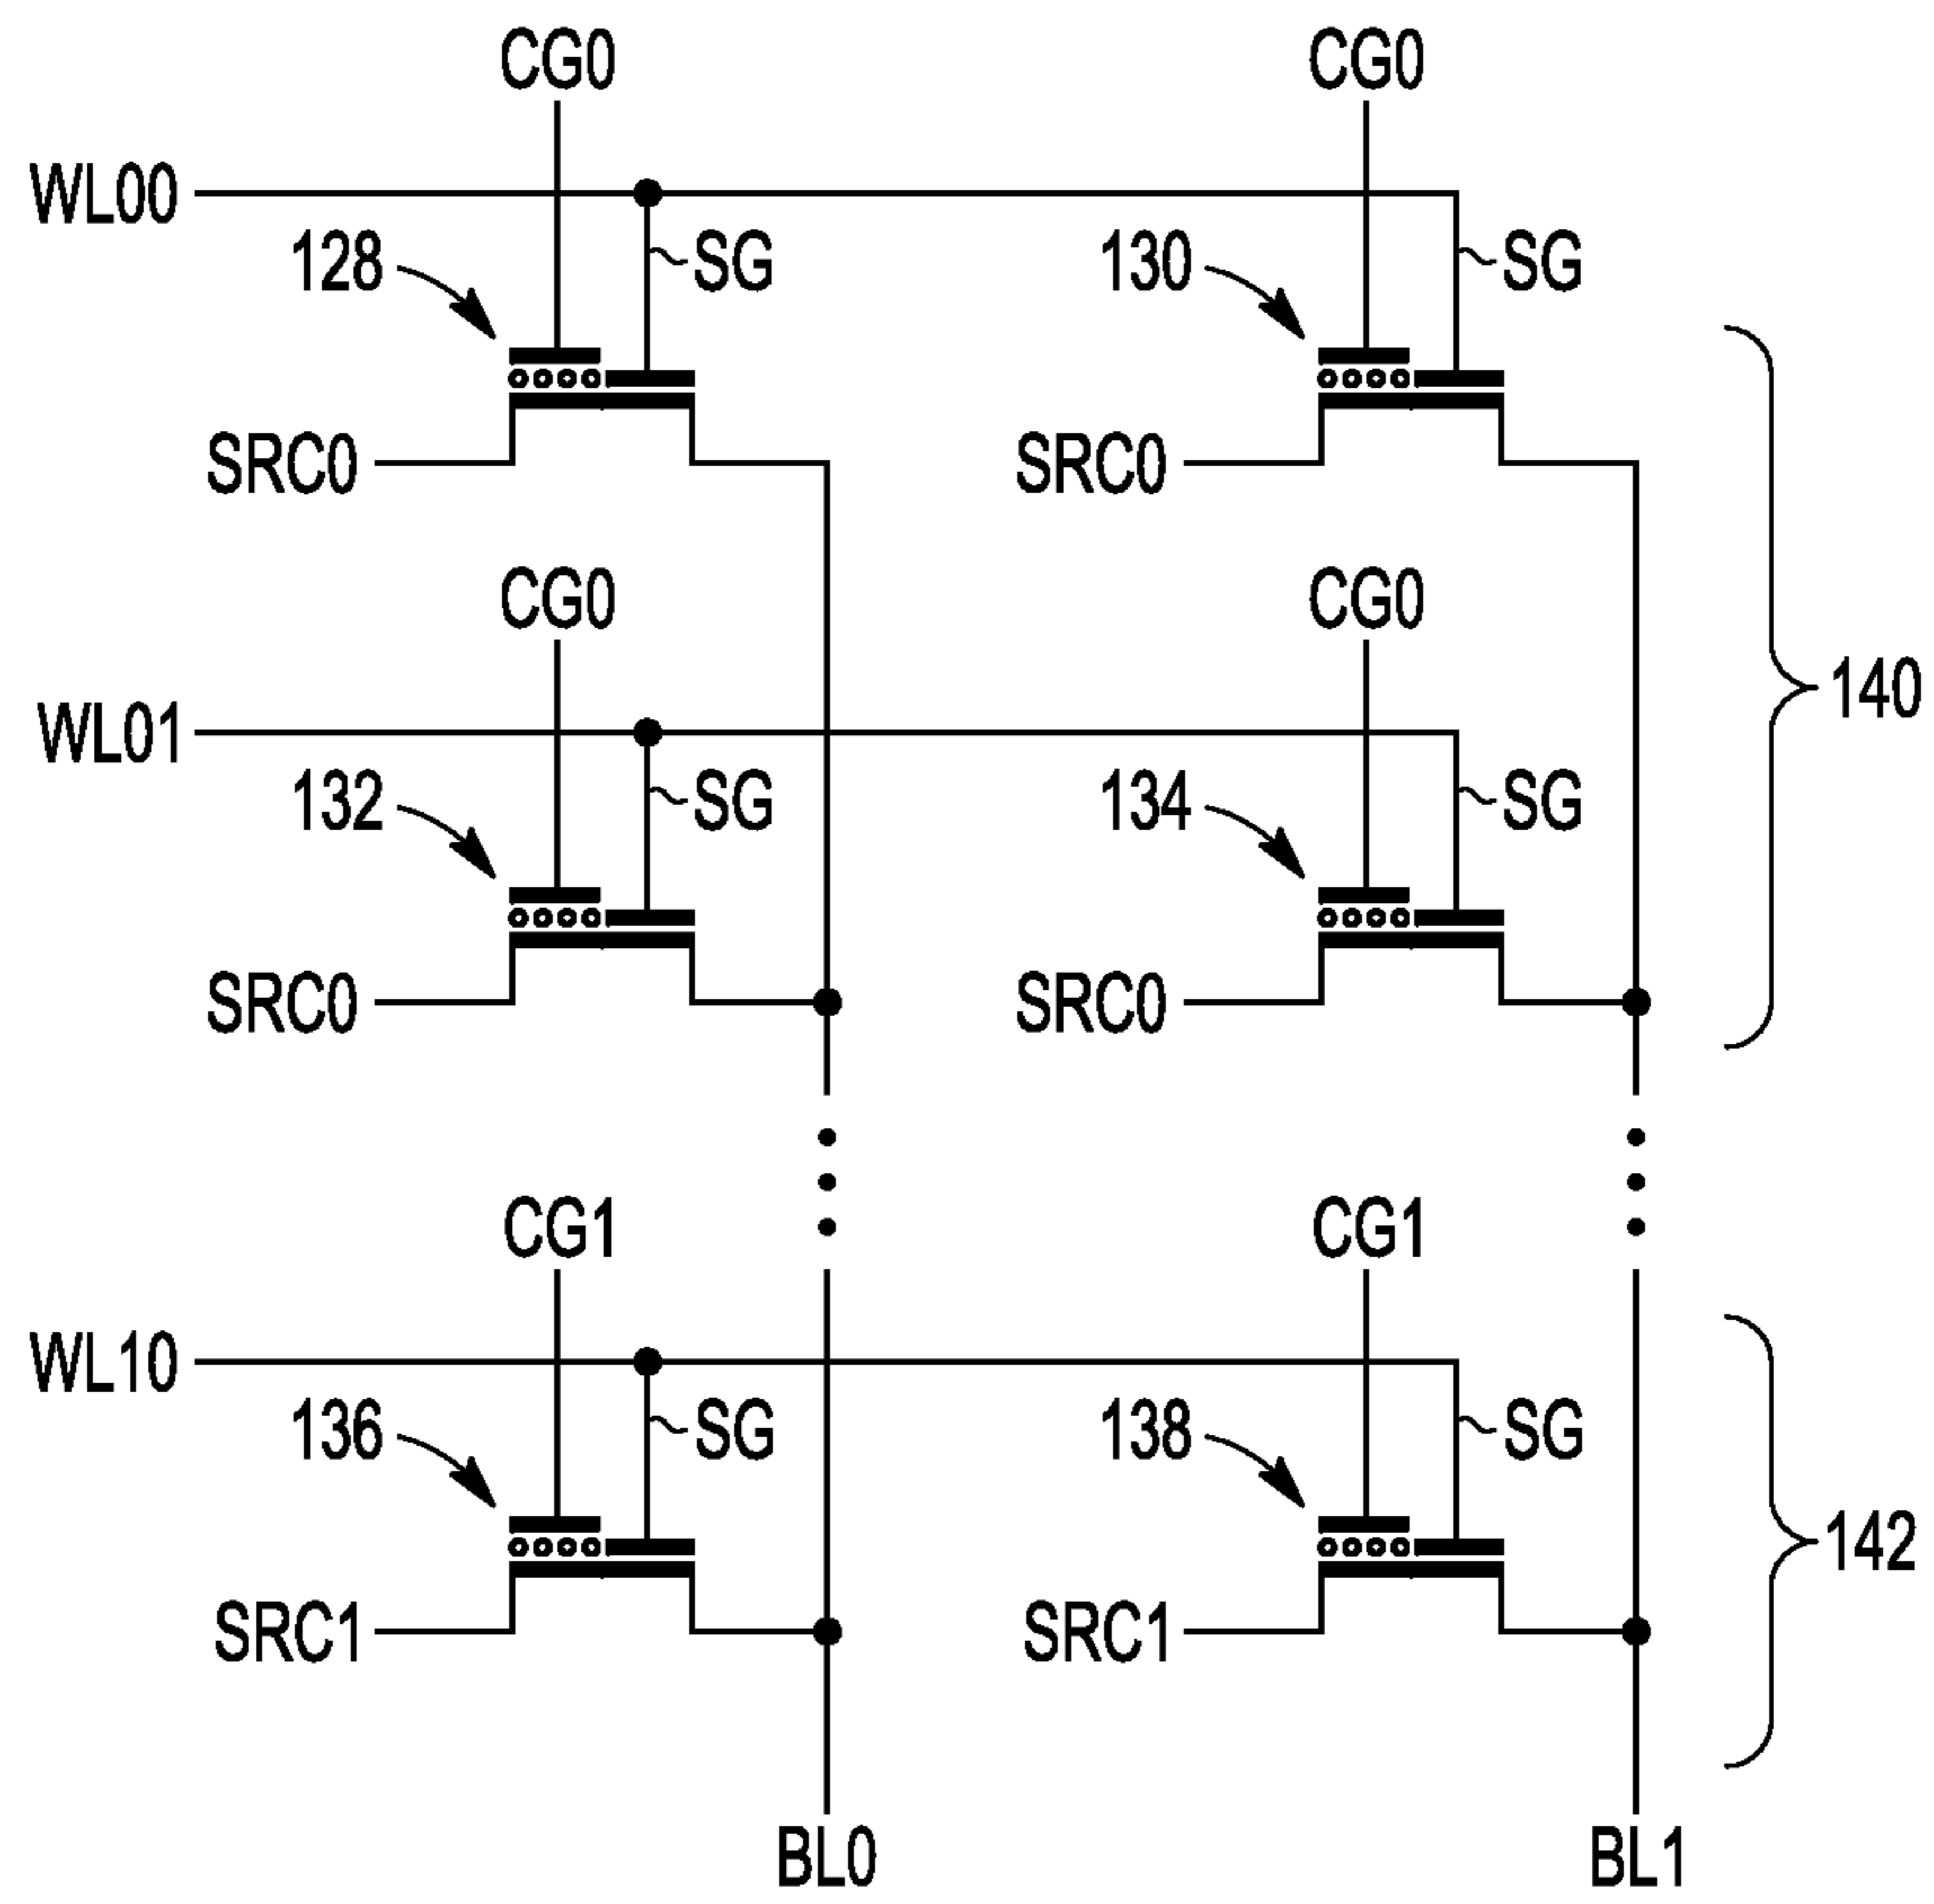 CG0 CG0
WL00
128 SG 130 SG
SRC0 SRC0
CG0 CG0
140
WL01
132 SG 134 SG
SRC0 SRC0
CG1 CG1
WL10
136 SG 138 SG
142
SRC1 SRC1
BL0 BL1